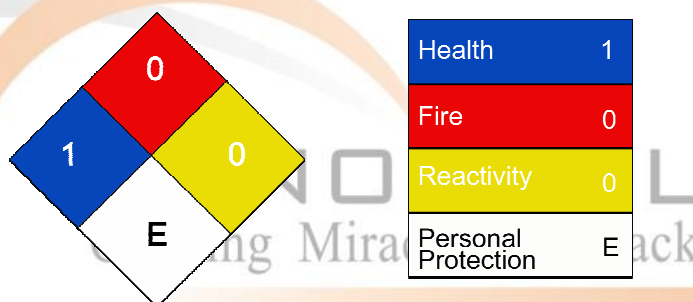 0
1
0
E
Health 1
Fire 0
Reactivity 0
Personal
Protection E